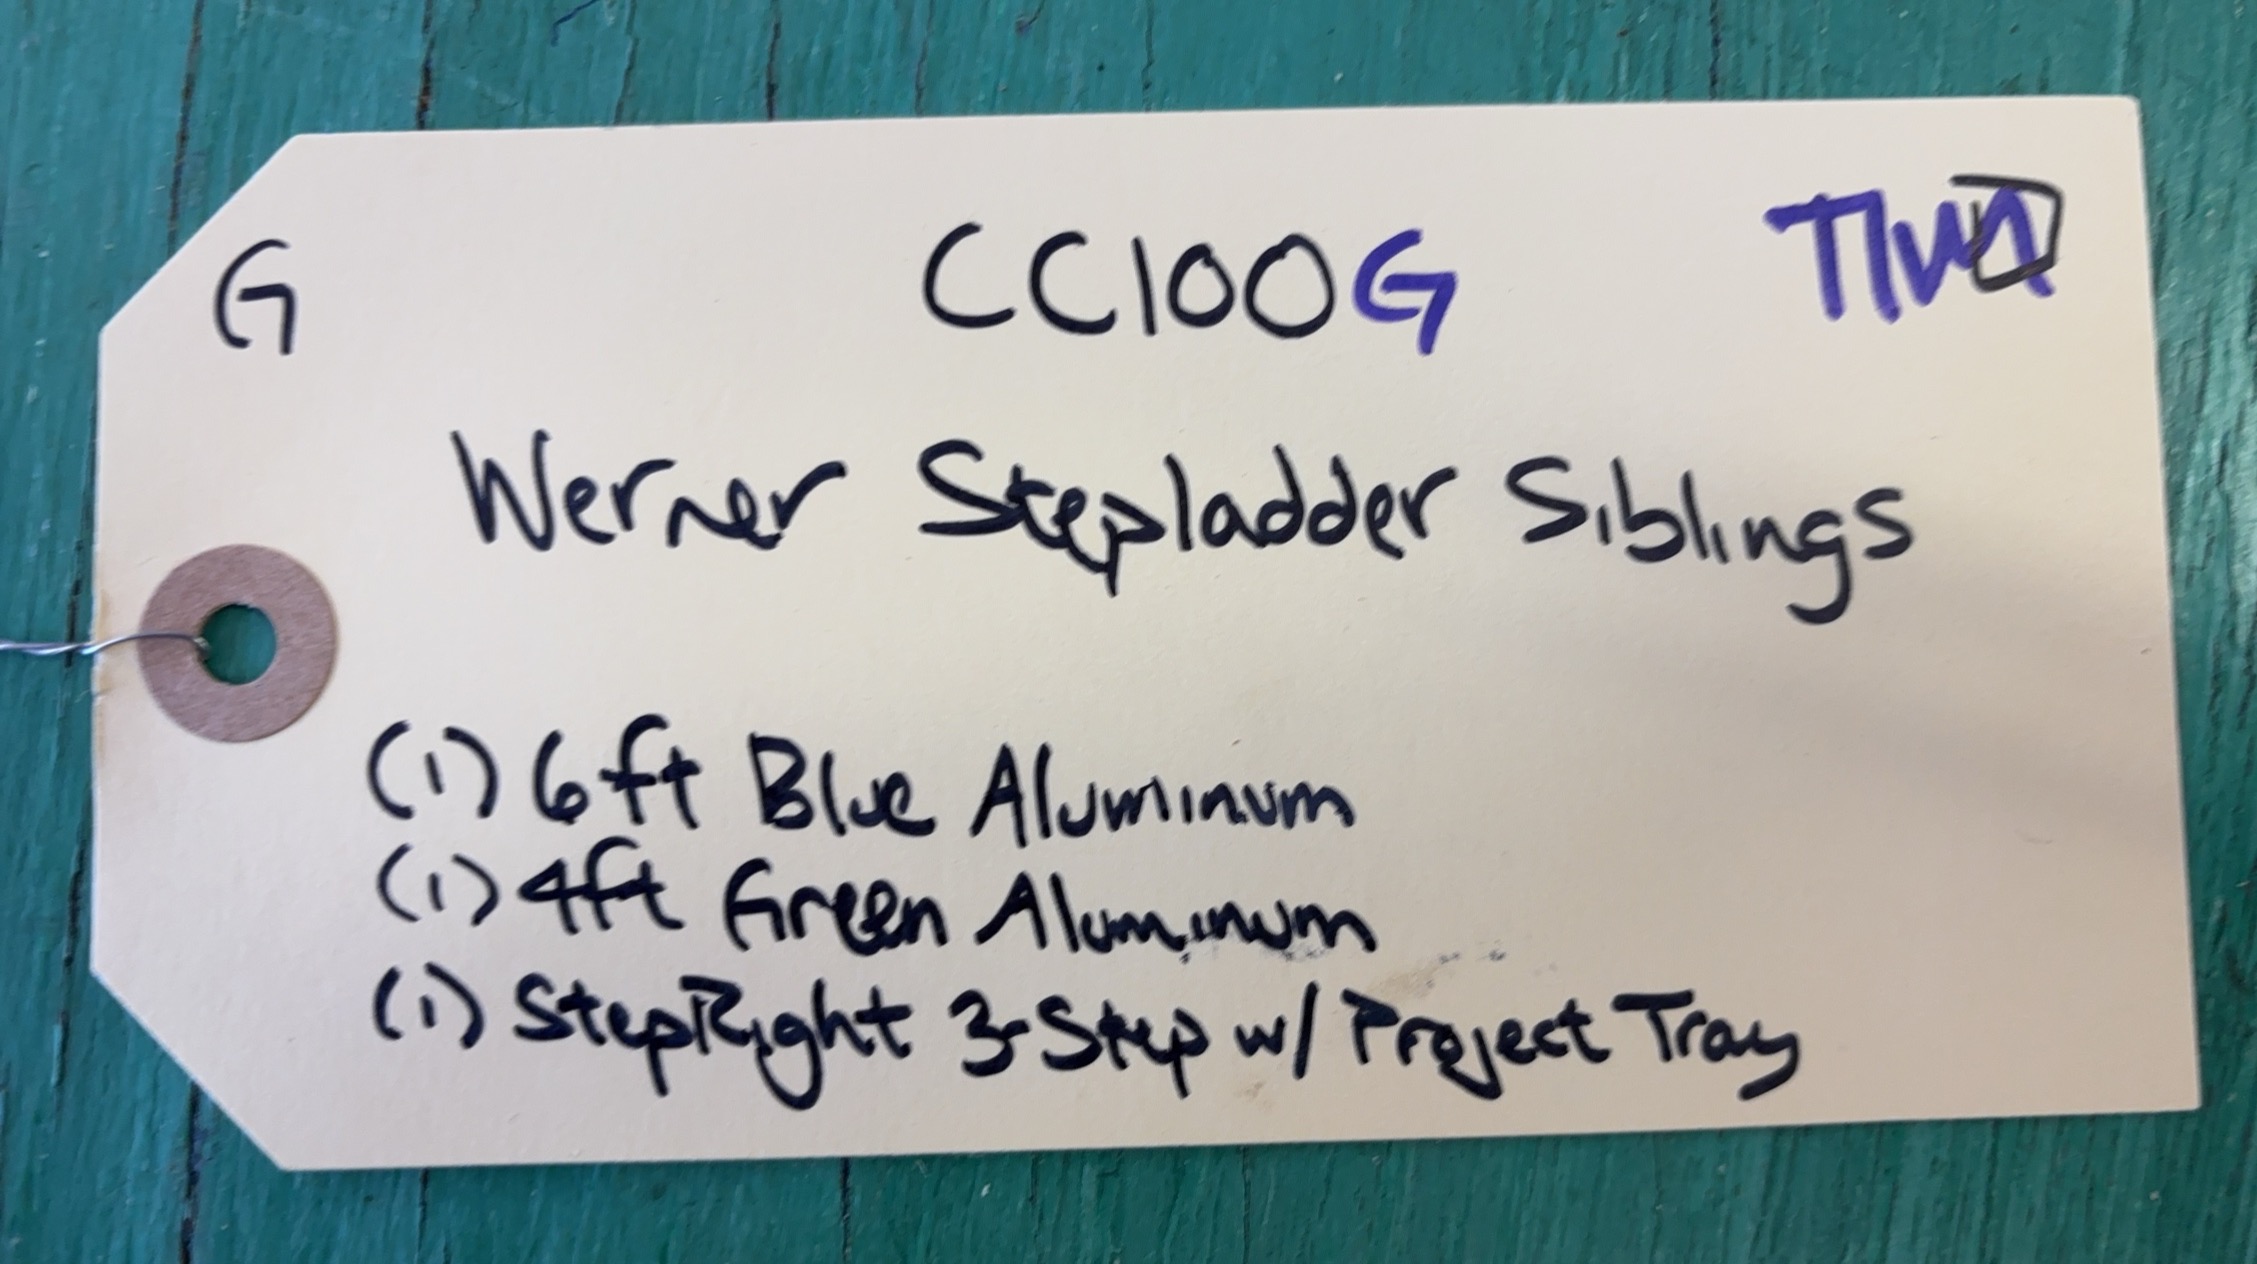 G CC100G
Werner Stepladder Siblings
(1) 6ft Blue Aluminum
(1) 4ft Green Aluminum
(1) StepRight 3-Step w/ Project Tray